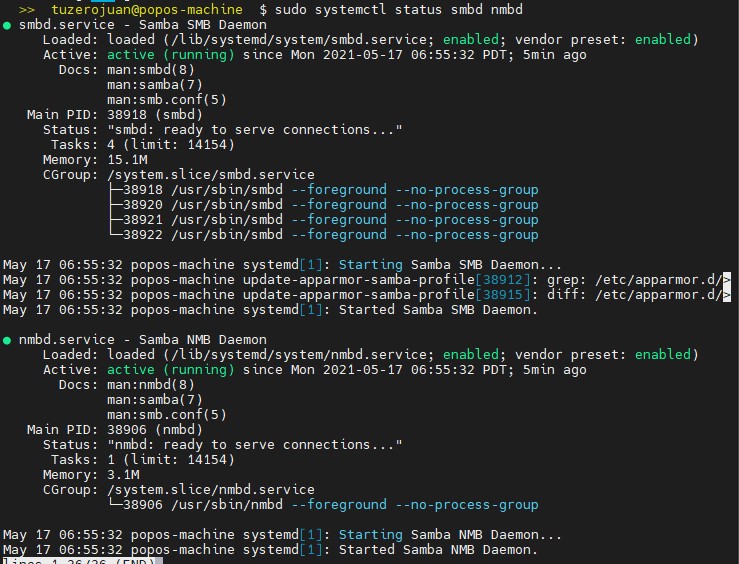 >>  tuzerojuan@popos-machine  $ sudo systemctl status smbd nmbd
● smbd.service - Samba SMB Daemon
     Loaded: loaded (/lib/systemd/system/smbd.service; enabled; vendor preset: enabled)
     Active: active (running) since Mon 2021-05-17 06:55:32 PDT; 5min ago
       Docs: man:smbd(8)
             man:samba(7)
             man:smb.conf(5)
   Main PID: 38918 (smbd)
     Status: "smbd: ready to serve connections..."
      Tasks: 4 (limit: 14154)
     Memory: 15.1M
     CGroup: /system.slice/smbd.service
             ├─38918 /usr/sbin/smbd --foreground --no-process-group
             ├─38920 /usr/sbin/smbd --foreground --no-process-group
             ├─38921 /usr/sbin/smbd --foreground --no-process-group
             └─38922 /usr/sbin/smbd --foreground --no-process-group
May 17 06:55:32 popos-machine systemd[1]: Starting Samba SMB Daemon...
May 17 06:55:32 popos-machine update-apparmor-samba-profile[38912]: grep: /etc/apparmor.d/>
May 17 06:55:32 popos-machine update-apparmor-samba-profile[38915]: diff: /etc/apparmor.d/>
May 17 06:55:32 popos-machine systemd[1]: Started Samba SMB Daemon.
● nmbd.service - Samba NMB Daemon
     Loaded: loaded (/lib/systemd/system/nmbd.service; enabled; vendor preset: enabled)
     Active: active (running) since Mon 2021-05-17 06:55:32 PDT; 5min ago
       Docs: man:nmbd(8)
             man:samba(7)
             man:smb.conf(5)
   Main PID: 38906 (nmbd)
     Status: "nmbd: ready to serve connections..."
      Tasks: 1 (limit: 14154)
     Memory: 3.1M
     CGroup: /system.slice/nmbd.service
             └─38906 /usr/sbin/nmbd --foreground --no-process-group
May 17 06:55:32 popos-machine systemd[1]: Starting Samba NMB Daemon...
May 17 06:55:32 popos-machine systemd[1]: Started Samba NMB Daemon.
lines 1-36/36 (END)